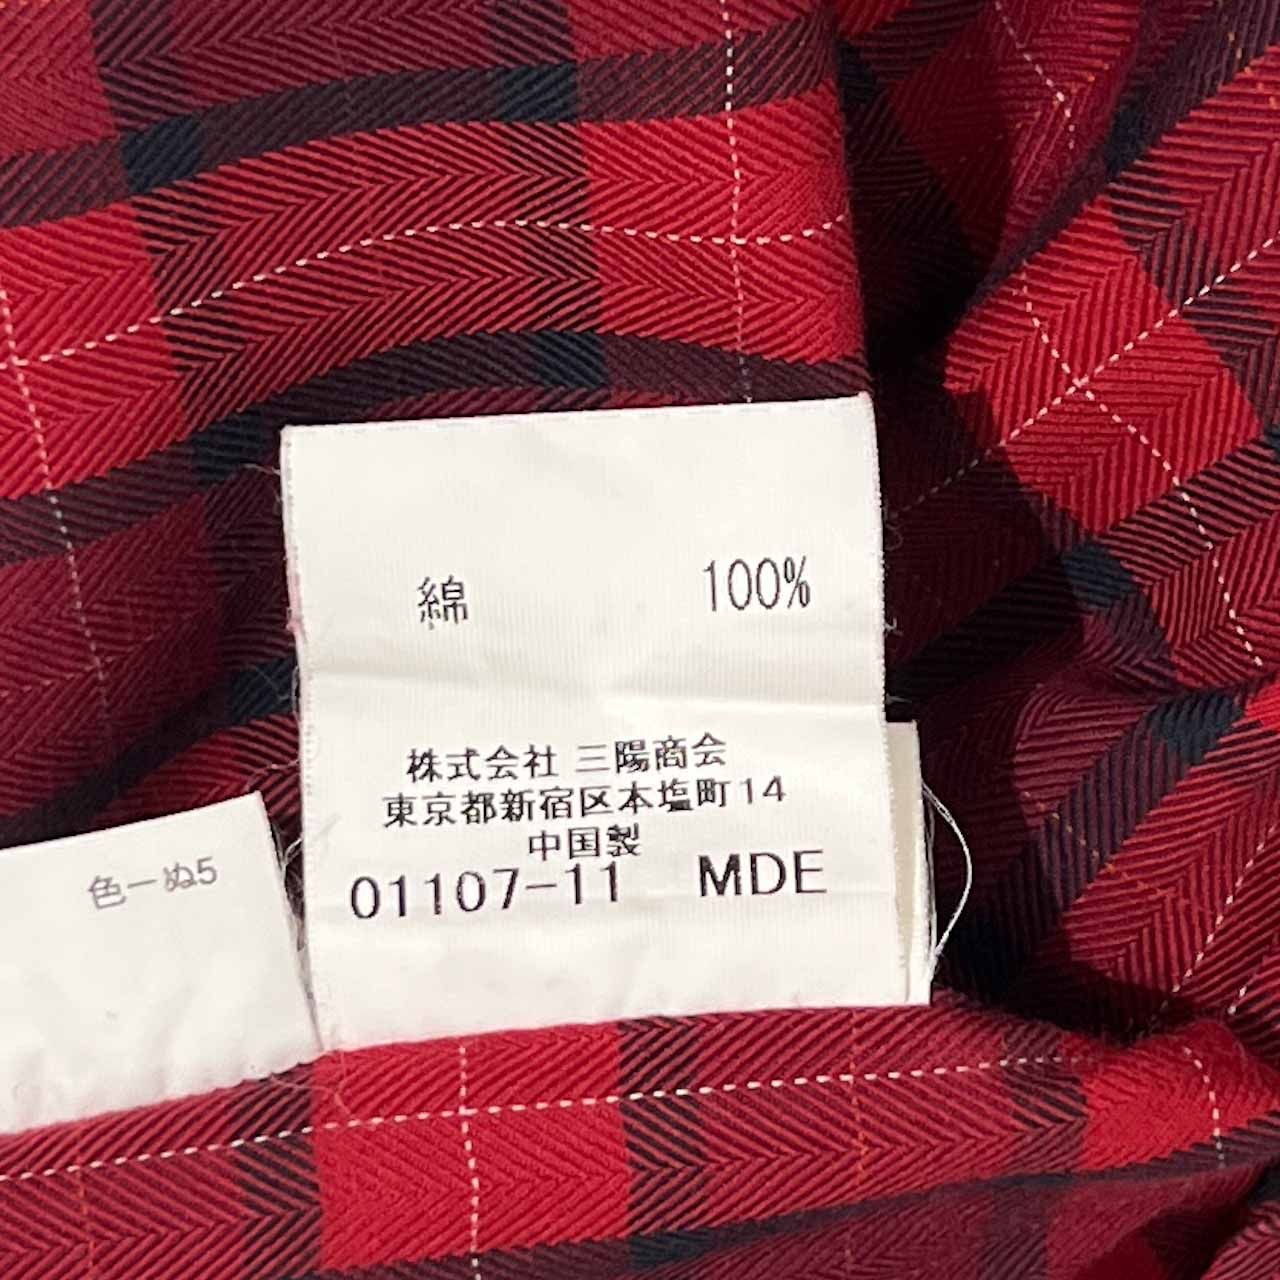 綿 100%
株式会社 三陽商会
東京都新宿区本塩町14
中国製
01107-11 MDE
色-ぬ5